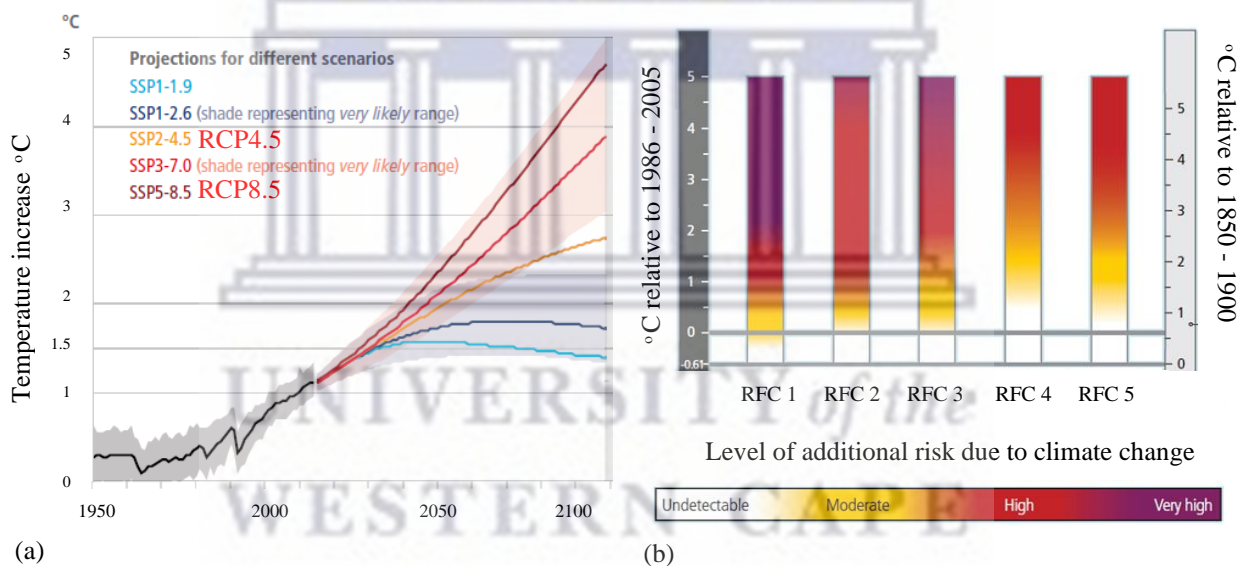 °C
5
4
3
2
1.5
1
0
Temperature increase °C
Projections for different scenarios
SSP1-1.9
SSP1-2.6 (shade representing very likely range)
SSP2-4.5 RCP4.5
SSP3-7.0 (shade representing very likely range)
SSP5-8.5 RCP8.5
1950 2000 2050 2100
(a)
°C relative to 1986 - 2005
5
4
3
2
1
0
-0.61
°C relative to 1850 - 1900
5
4
3
2
1
0
RFC 1 RFC 2 RFC 3 RFC 4 RFC 5
Level of additional risk due to climate change
Undetectable Moderate High Very high
(b)
UNIVERSITY of the
WESTERN CAPE